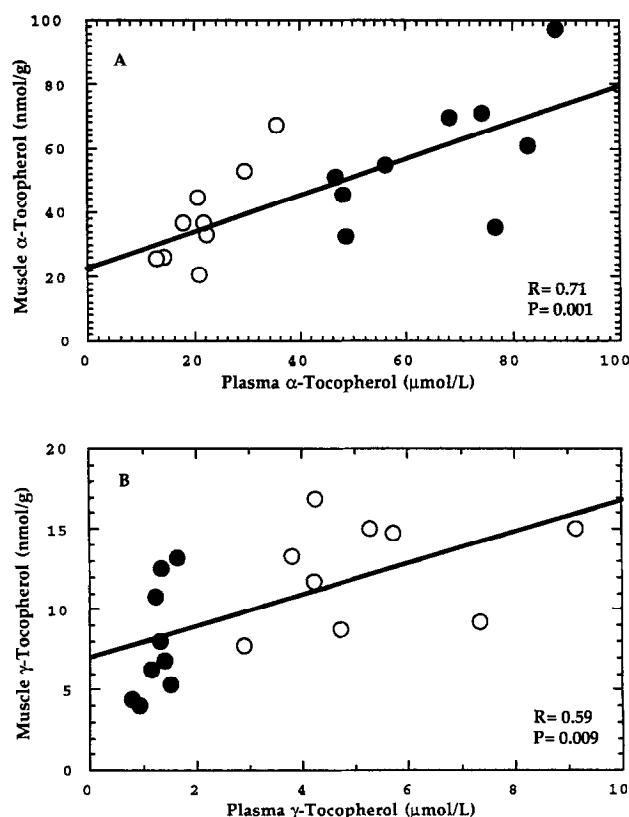 100
A
80
60
40
20
0
Muscle α-Tocopherol (nmol/g)
R= 0.71
P= 0.001
0 20 40 60 80 100
Plasma α-Tocopherol (μmol/L)
20
B
15
10
5
0
Muscle γ-Tocopherol (nmol/g)
R= 0.59
P= 0.009
0 2 4 6 8 10
Plasma γ-Tocopherol (μmol/L)